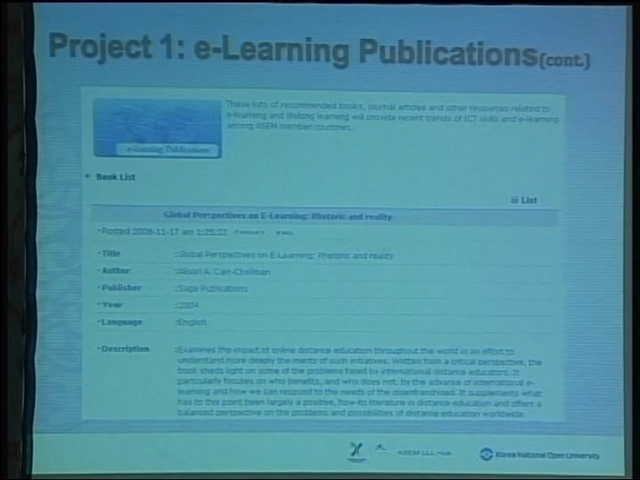 Project 1: e-Learning Publications(cont.)
These lists of recommended books, journal articles and other resources related to
e-learning and lifelong learning will provide recent trends of ICT skills and e-learning
among ASEM member countries.
e-learning Publications
Book List
List
Global Perspectives on E-Learning: Rhetoric and reality
Posted 2008-11-17 am 1:25:22
Title :Global Perspectives on E-Learning: Rhetoric and reality
Author :Alison A. Carr-Chellman
Publisher :Sage Publications
Year :2004
Language :English
Description :Examines the impact of online distance education throughout the world in an effort to
understand more deeply the merits of such initiatives. Written from a critical perspective, the
book sheds light on some of the problems faced by international distance educators. It
particularly focuses on who benefits, and who does not, by the advance of international e-
learning and how we can respond to the needs of the disenfranchised. It supplements what
has to this point been largely a positive, how-to literature in distance education and offers a
balanced perspective on the problems and possibilities of distance education worldwide.
ASEM LLL Hub
Korea National Open University